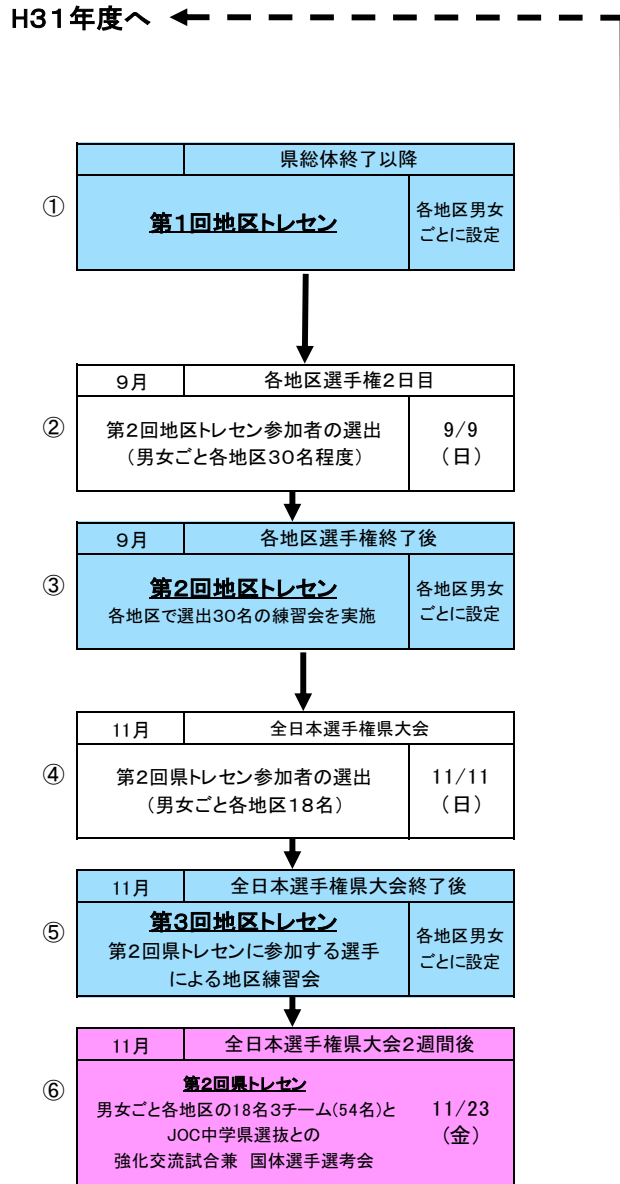 H31年度へ
県総体終了以降
①
第1回地区トレセン
各地区男女
ごとに設定
9月
各地区選手権2日目
②
第2回地区トレセン参加者の選出
(男女ごと各地区30名程度)
9/9
(日)
9月
各地区選手権終了後
③
第2回地区トレセン
各地区で選出30名の練習会を実施
各地区男女
ごとに設定
11月
全日本選手権県大会
④
第2回県トレセン参加者の選出
(男女ごと各地区18名)
11/11
(日)
11月
全日本選手権県大会終了後
⑤
第3回地区トレセン
第2回県トレセンに参加する選手
による地区練習会
各地区男女
ごとに設定
11月
全日本選手権県大会2週間後
⑥
第2回県トレセン
男女ごと各地区の18名3チーム(54名)と
JOC中学県選抜との
強化交流試合兼 国体選手選考会
11/23
(金)